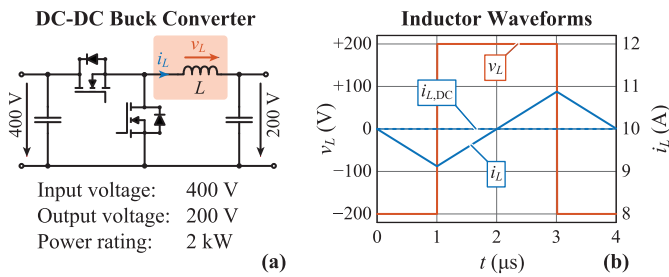 DC-DC Buck Converter
v_L
i_L
L
400 V
200 V
Input voltage: 400 V
Output voltage: 200 V
Power rating: 2 kW
(a)
Inductor Waveforms
+200
+100
0
−100
−200
v_L (V)
v_L
i_L,DC
i_L
12
11
10
9
8
i_L (A)
0 1 2 3 4
t (μs)
(b)